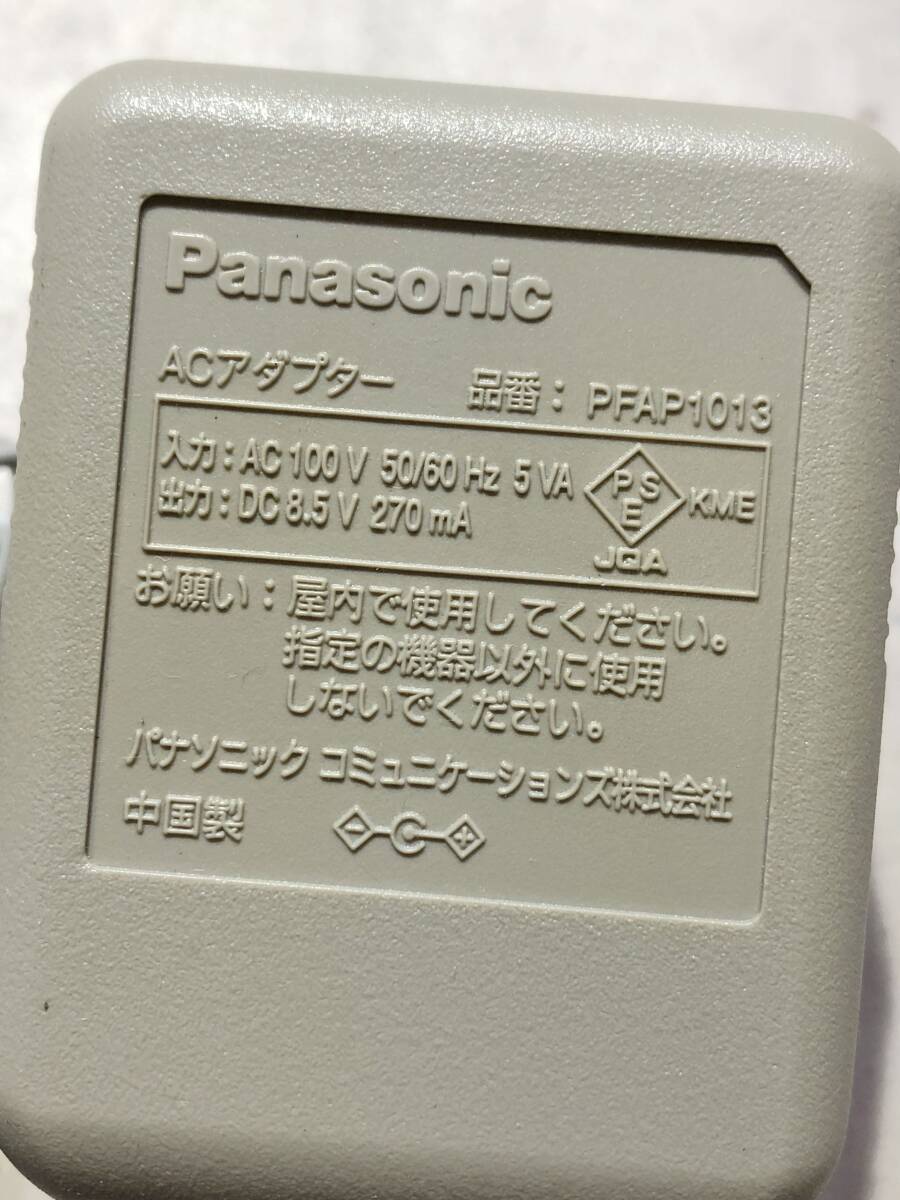 Panasonic
ACアダプター 品番: PFAP1013
入力: AC 100 V 50/60 Hz 5 VA
出力: DC 8.5 V 270 mA
PS
E
KME
JQA
お願い: 屋内で使用してください。
指定の機器以外に使用
しないでください。
パナソニック コミュニケーションズ株式会社
中国製
- C +